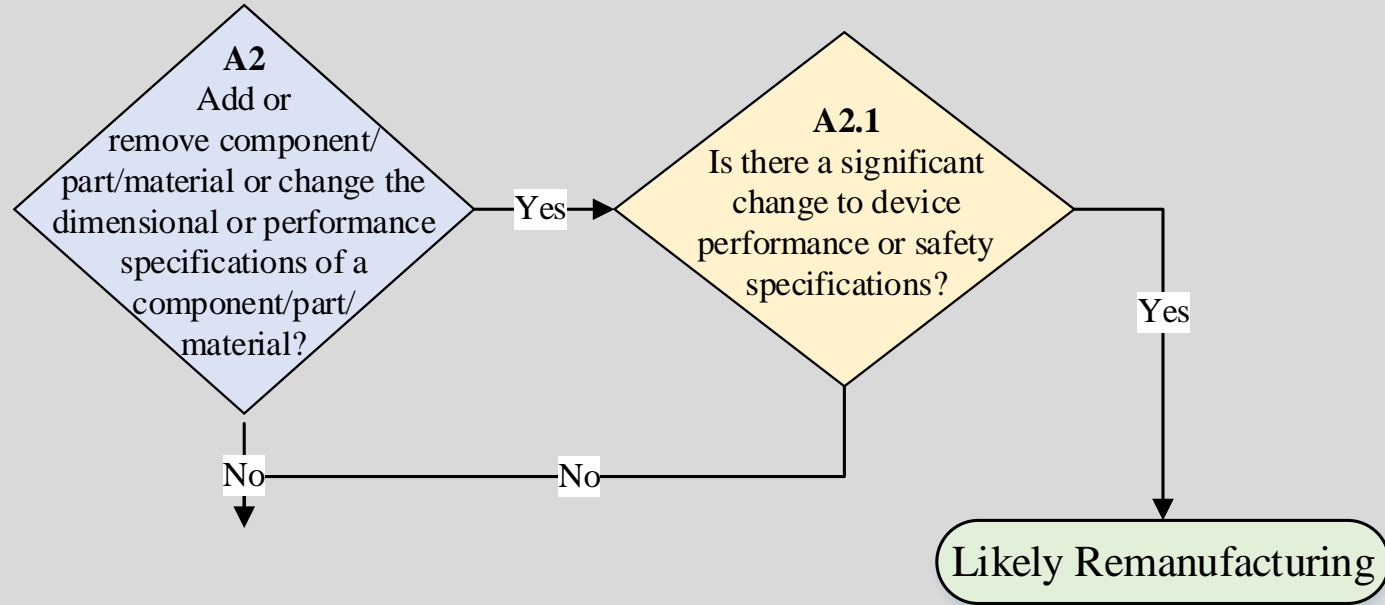 A2
Add or
remove component/
part/material or change the
dimensional or performance
specifications of a
component/part/
material?
Yes
A2.1
Is there a significant
change to device
performance or safety
specifications?
Yes
No
No
Likely Remanufacturing